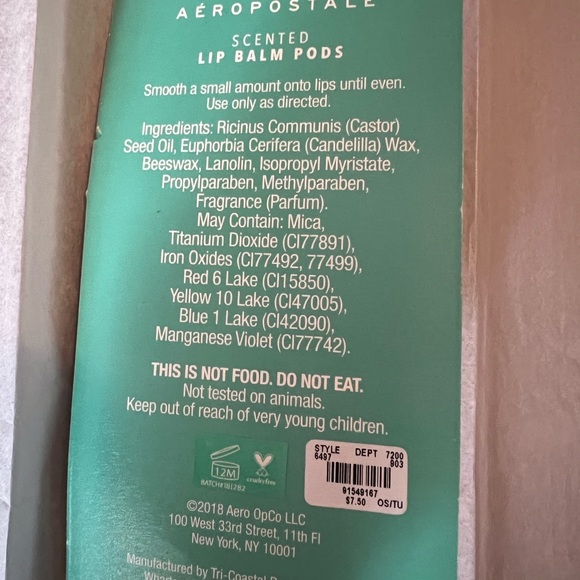 AÉROPOSTALE
SCENTED
LIP BALM PODS
Smooth a small amount onto lips until even.
Use only as directed.
Ingredients: Ricinus Communis (Castor)
Seed Oil, Euphorbia Cerifera (Candelilla) Wax,
Beeswax, Lanolin, Isopropyl Myristate,
Propylparaben, Methylparaben,
Fragrance (Parfum).
May Contain: Mica,
Titanium Dioxide (CI77891),
Iron Oxides (CI77492, 77499),
Red 6 Lake (CI15850),
Yellow 10 Lake (CI47005),
Blue 1 Lake (CI42090),
Manganese Violet (CI77742).
THIS IS NOT FOOD. DO NOT EAT.
Not tested on animals.
Keep out of reach of very young children.
12M
BATCH#181282
crueltyfree
STYLE DEPT 7200
6497 903
91549167
$7.50 OS/TU
©2018 Aero OpCo LLC
100 West 33rd Street, 11th Fl
New York, NY 10001
Manufactured by Tri-Coastal